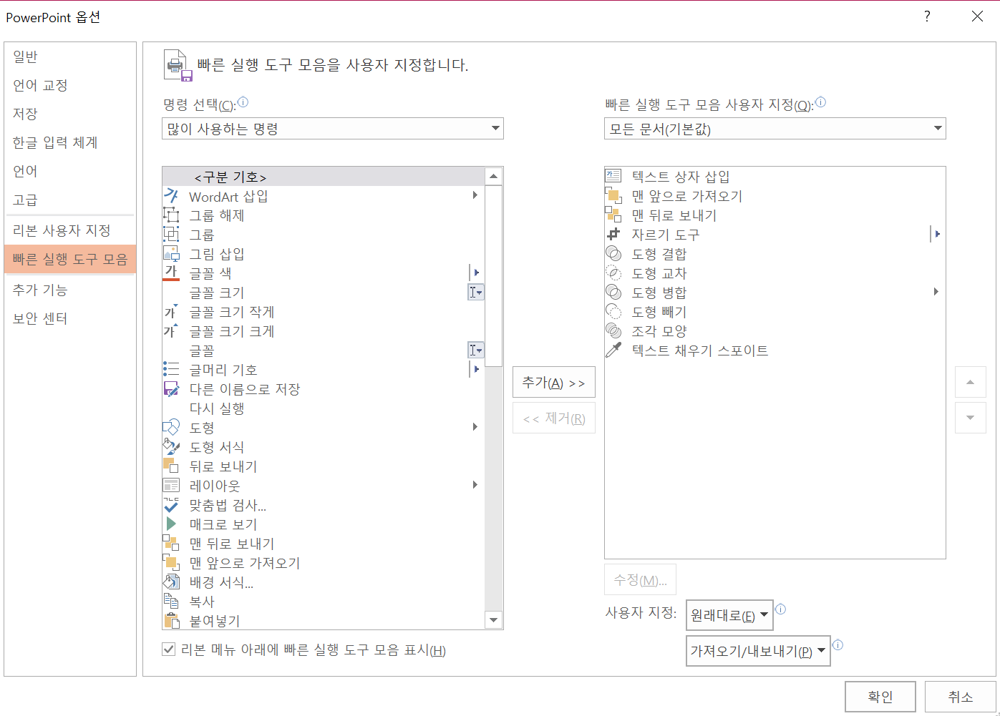 PowerPoint 옵션
?
일반
언어 교정
저장
한글 입력 체계
언어
고급
리본 사용자 지정
빠른 실행 도구 모음
추가 기능
보안 센터
빠른 실행 도구 모음을 사용자 지정합니다.
명령 선택(C):
많이 사용하는 명령
<구분 기호>
WordArt 삽입
그룹 해제
그룹
그림 삽입
글꼴 색
글꼴 크기
글꼴 크기 작게
글꼴 크기 크게
글꼴
글머리 기호
다른 이름으로 저장
다시 실행
도형
도형 서식
뒤로 보내기
레이아웃
맞춤법 검사...
매크로 보기
맨 뒤로 보내기
맨 앞으로 가져오기
배경 서식...
복사
붙여넣기
리본 메뉴 아래에 빠른 실행 도구 모음 표시(H)
추가(A) >>
<< 제거(R)
빠른 실행 도구 모음 사용자 지정(Q):
모든 문서(기본값)
텍스트 상자 삽입
맨 앞으로 가져오기
맨 뒤로 보내기
자르기 도구
도형 결합
도형 교차
도형 병합
도형 빼기
조각 모양
텍스트 채우기 스포이트
수정(M)...
사용자 지정: 원래대로(E)
가져오기/내보내기(P)
확인
취소